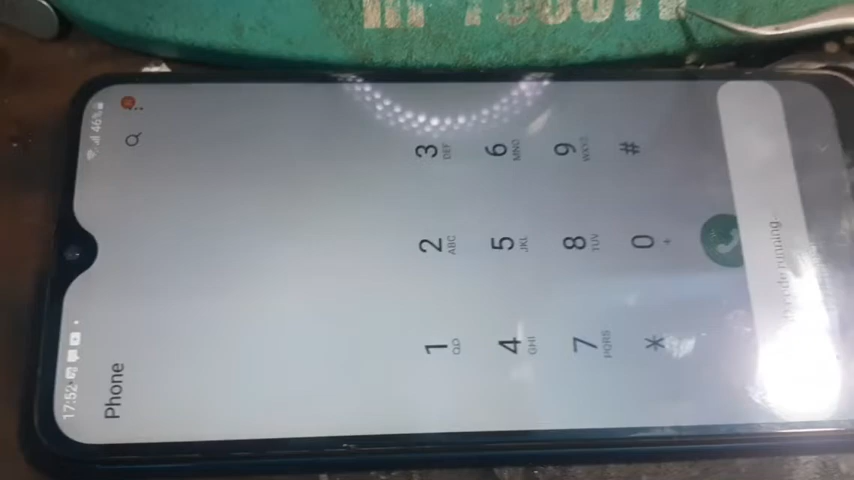 17:52
46%
Phone
1 2 ABC 3 DEF
4 GHI 5 JKL 6 MNO
7 PQRS 8 TUV 9 WXYZ
* 0 + #
code running...